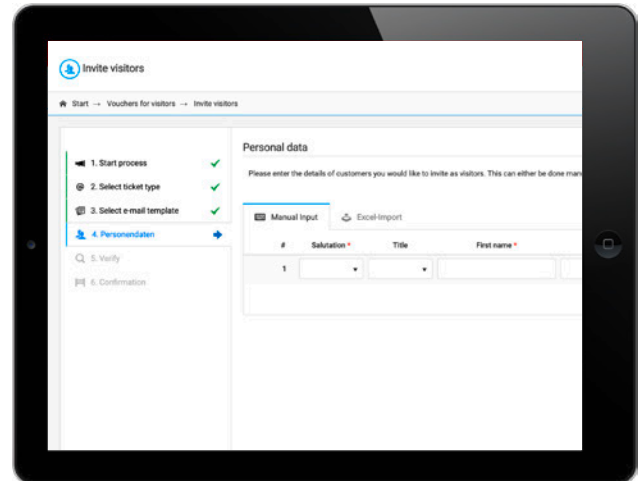 Invite visitors
Start → Vouchers for visitors → Invite visitors
1. Start process
2. Select ticket type
3. Select e-mail template
4. Personendaten
5. Verify
6. Confirmation
Personal data
Please enter the details of customers you would like to invite as visitors. This can either be done man
Manual Input Excel-Import
# Salutation * Title First name *
1